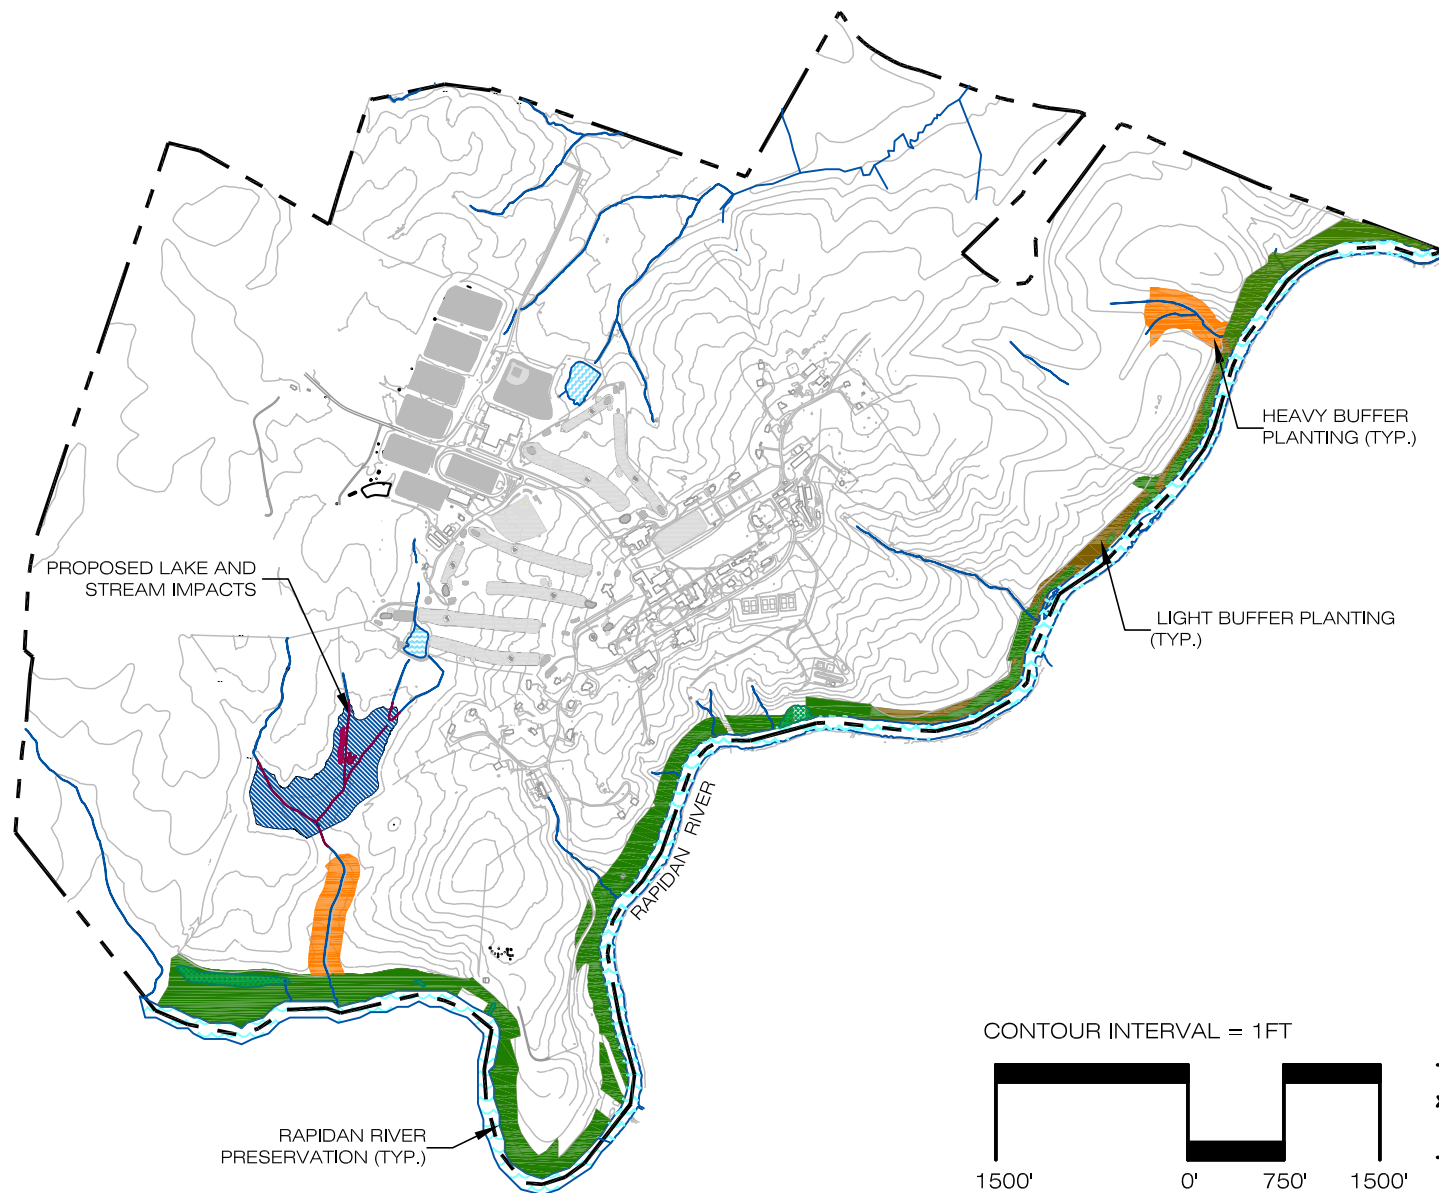 HEAVY BUFFER
PLANTING (TYP.)
PROPOSED LAKE AND
STREAM IMPACTS
LIGHT BUFFER PLANTING
(TYP.)
RAPIDAN RIVER
CONTOUR INTERVAL = 1FT
RAPIDAN RIVER
PRESERVATION (TYP.)
1500' 0' 750' 1500'